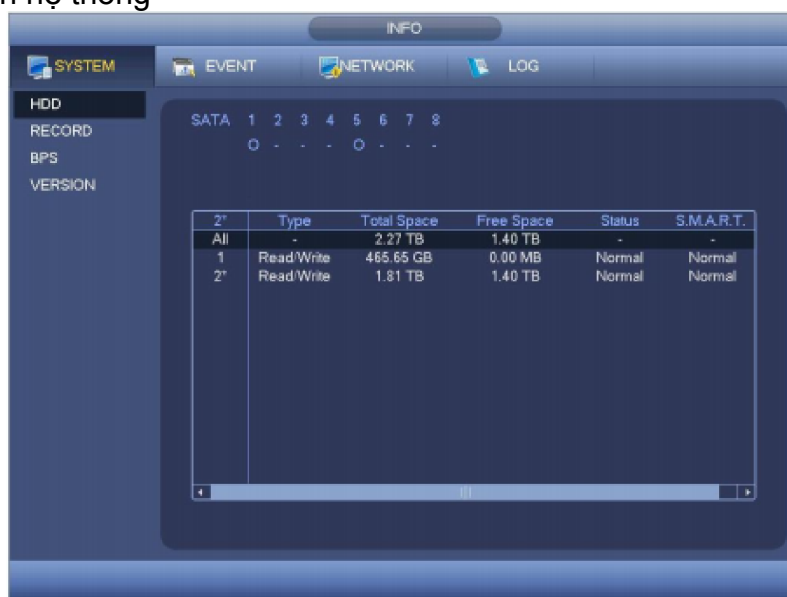 hệ thống
INFO
SYSTEM EVENT NETWORK LOG
HDD
RECORD
BPS
VERSION
SATA 1 2 3 4 5 6 7 8
O - - - O - - -
2* Type Total Space Free Space Status S.M.A.R.T.
All - 2.27 TB 1.40 TB - -
1 Read/Write 465.65 GB 0.00 MB Normal Normal
2* Read/Write 1.81 TB 1.40 TB Normal Normal